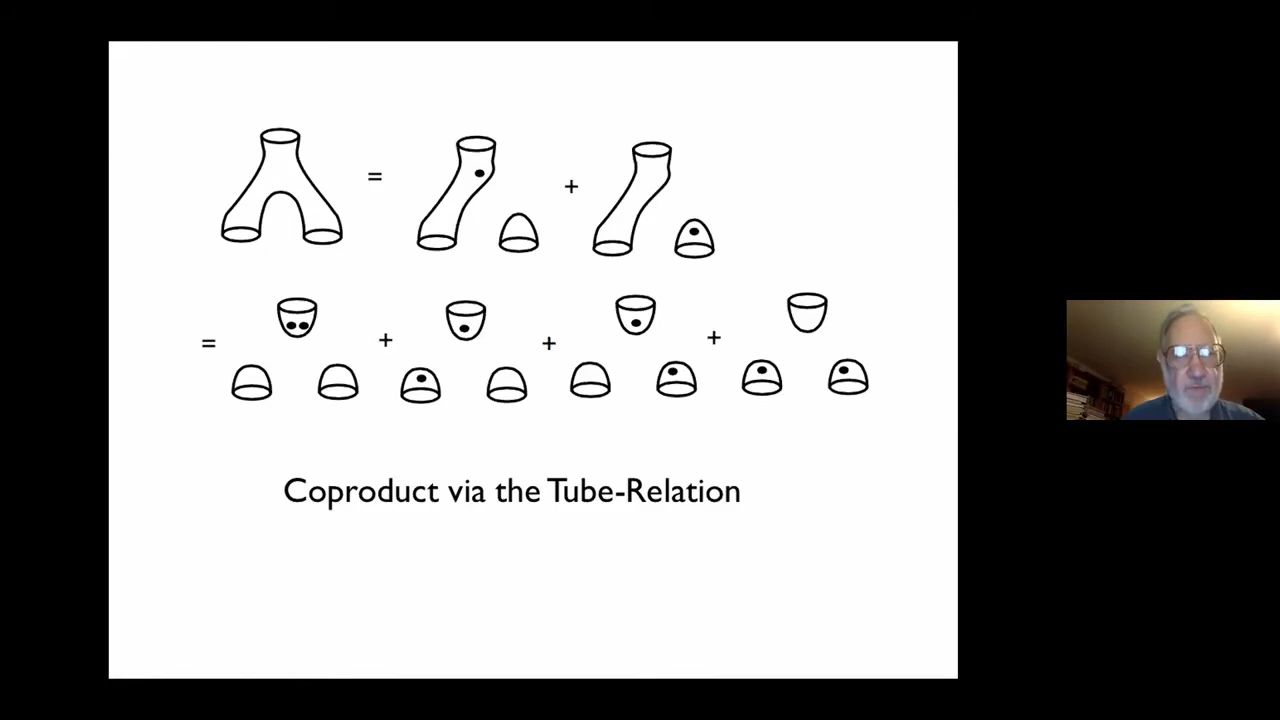 = +
= + + +
Coproduct via the Tube-Relation